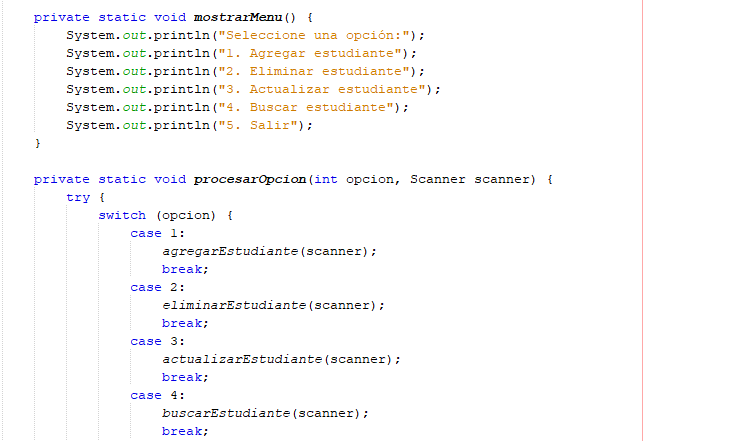 private static void mostrarMenu() {
System.out.println("Seleccione una opción:");
System.out.println("1. Agregar estudiante");
System.out.println("2. Eliminar estudiante");
System.out.println("3. Actualizar estudiante");
System.out.println("4. Buscar estudiante");
System.out.println("5. Salir");
}
private static void procesarOpcion(int opcion, Scanner scanner) {
try {
switch (opcion) {
case 1:
agregarEstudiante(scanner);
break;
case 2:
eliminarEstudiante(scanner);
break;
case 3:
actualizarEstudiante(scanner);
break;
case 4:
buscarEstudiante(scanner);
break;